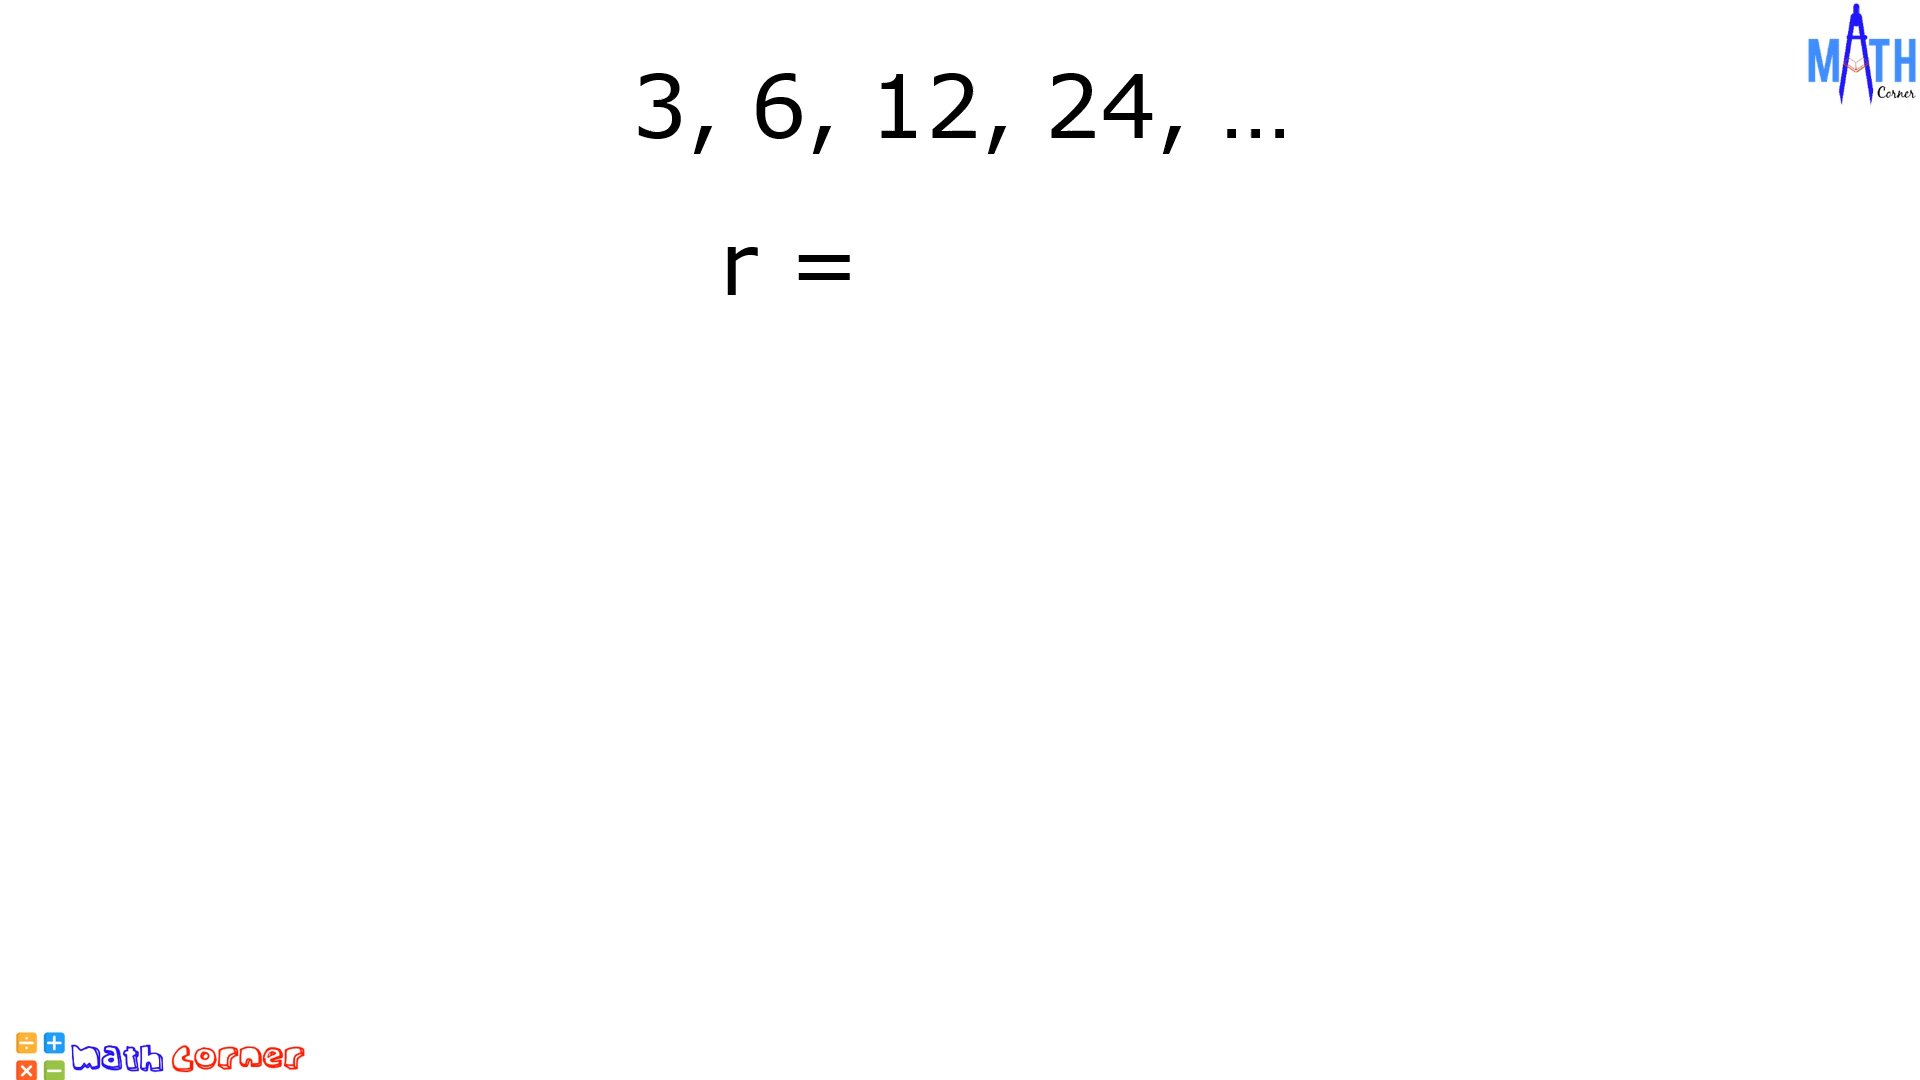 3, 6, 12, 24, ...
r =
MATH
Corner
math corner